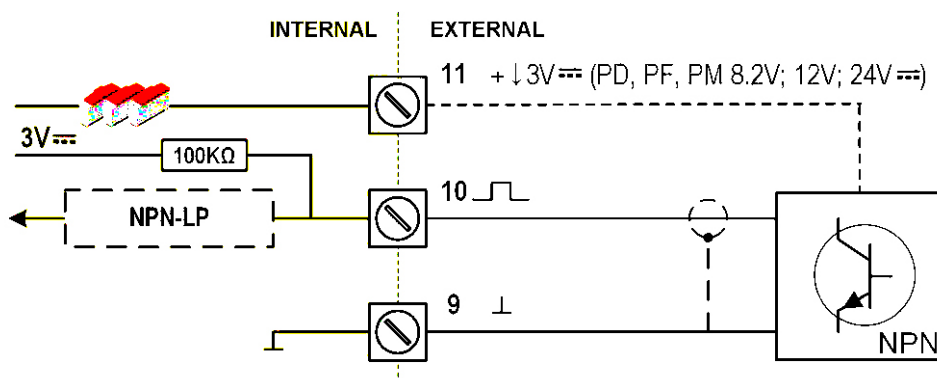 INTERNAL EXTERNAL
11 + ↓ 3V⎓ (PD, PF, PM 8.2V; 12V; 24V⎓)
3V⎓
100KΩ
10
NPN-LP
9 ⊥
NPN